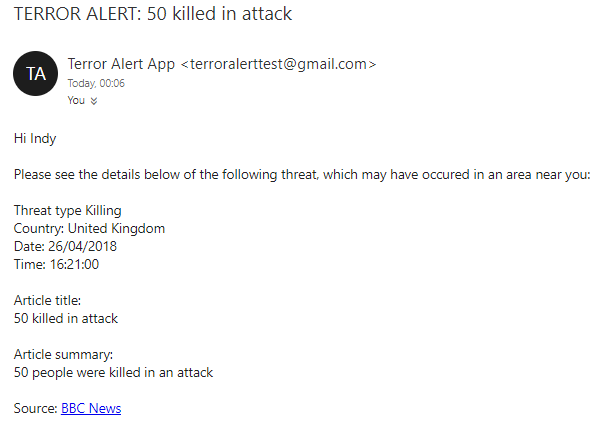 TERROR ALERT: 50 killed in attack
TA
Terror Alert App <terroralerttest@gmail.com>
Today, 00:06
You
Hi Indy
Please see the details below of the following threat, which may have occured in an area near you:
Threat type Killing
Country: United Kingdom
Date: 26/04/2018
Time: 16:21:00
Article title:
50 killed in attack
Article summary:
50 people were killed in an attack
Source: BBC News